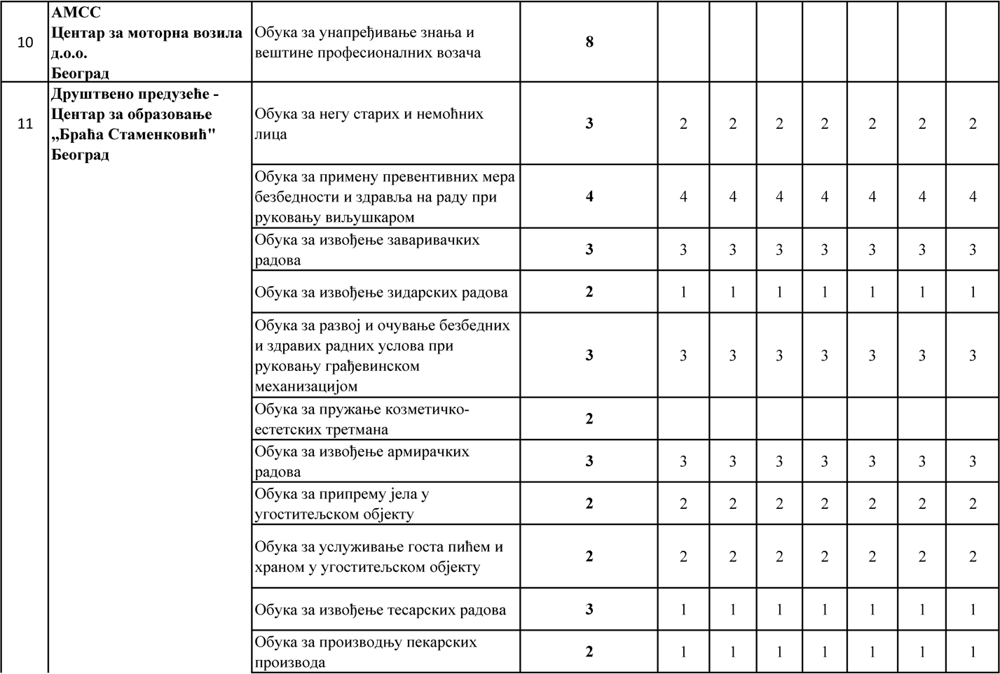 10
АМСС
Центар за моторна возила
д.о.о.
Београд
Обука за унапређивање знања и
вештине професионалних возача
8
11
Друштвено предузеће -
Центар за образовање
„Браћа Стаменковић"
Београд
Обука за негу старих и немоћних
лица
3 2 2 2 2 2 2 2
Обука за примену превентивних мера
безбедности и здравља на раду при
руковању виљушкаром
4 4 4 4 4 4 4 4
Обука за извођење заваривачких
радова
3 3 3 3 3 3 3 3
Обука за извођење зидарских радова
2 1 1 1 1 1 1 1
Обука за развој и очување безбедних
и здравих радних услова при
руковању грађевинском
механизацијом
3 3 3 3 3 3 3 3
Обука за пружање козметичко-
естетских третмана
2
Обука за извођење армирачких
радова
3 3 3 3 3 3 3 3
Обука за припрему јела у
угоститељском објекту
2 2 2 2 2 2 2 2
Обука за услуживање госта пићем и
храном у угоститељском објекту
2 2 2 2 2 2 2 2
Обука за извођење тесарских радова
3 1 1 1 1 1 1 1
Обука за производњу пекарских
производа
2 1 1 1 1 1 1 1